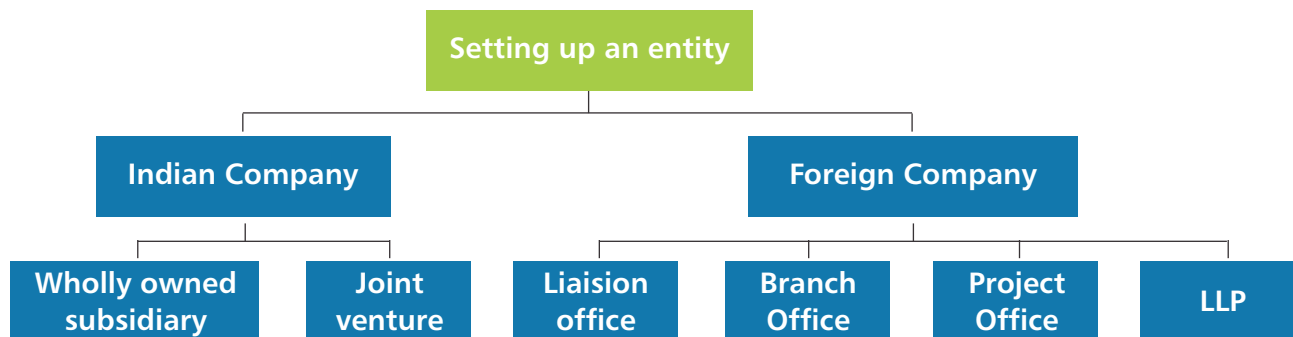 Setting up an entity
Indian Company
Foreign Company
Wholly owned
subsidiary
Joint
venture
Liaision
office
Branch
Office
Project
Office
LLP